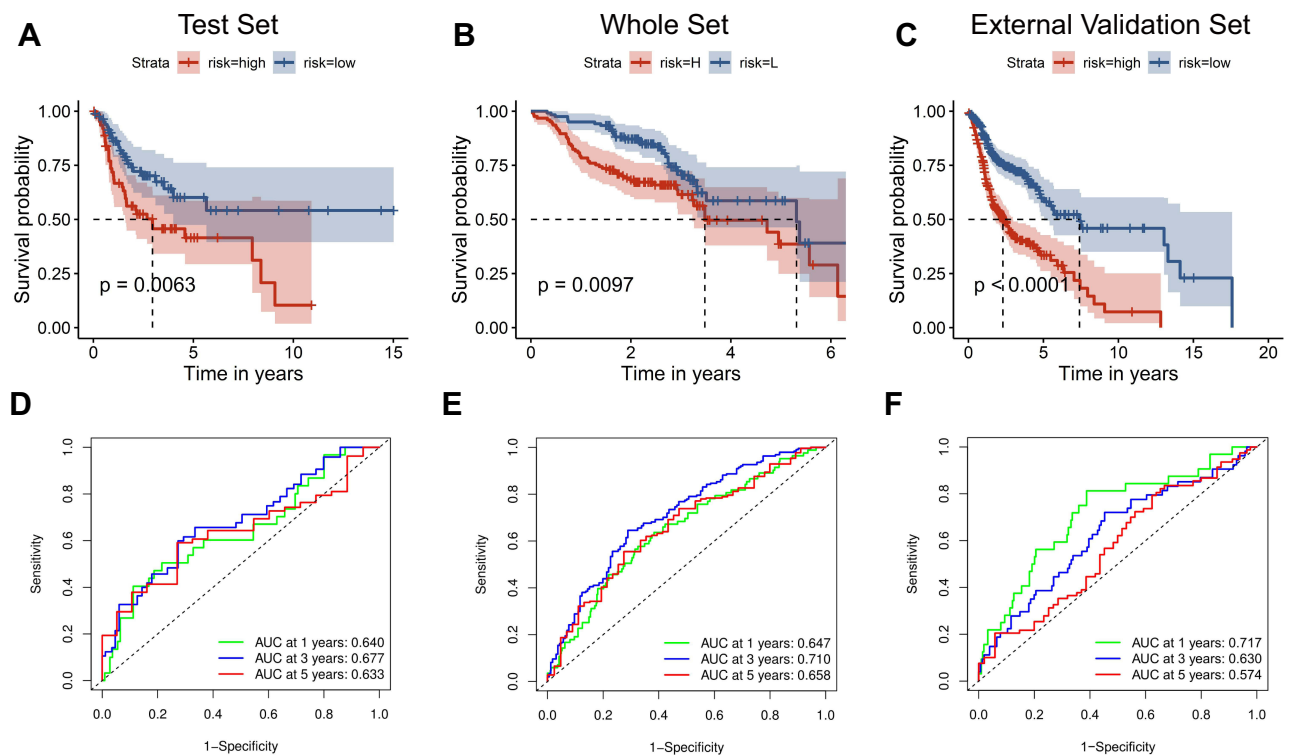 A
Test Set
Strata risk=high risk=low
Survival probability
1.00
0.75
0.50
0.25
0.00
p = 0.0063
0 5 10 15
Time in years
B
Whole Set
Strata risk=H risk=L
Survival probability
1.00
0.75
0.50
0.25
0.00
p = 0.0097
0 2 4 6
Time in years
C
External Validation Set
Strata risk=high risk=low
Survival probability
1.00
0.75
0.50
0.25
0.00
p < 0.0001
0 5 10 15 20
Time in years
D
Sensitivity
1.0
0.8
0.6
0.4
0.2
0.0
AUC at 1 years: 0.640
AUC at 3 years: 0.677
AUC at 5 years: 0.633
0.0 0.2 0.4 0.6 0.8 1.0
1−Specificity
E
Sensitivity
1.0
0.8
0.6
0.4
0.2
0.0
AUC at 1 years: 0.647
AUC at 3 years: 0.710
AUC at 5 years: 0.658
0.0 0.2 0.4 0.6 0.8 1.0
1−Specificity
F
Sensitivity
1.0
0.8
0.6
0.4
0.2
0.0
AUC at 1 years: 0.717
AUC at 3 years: 0.630
AUC at 5 years: 0.574
0.0 0.2 0.4 0.6 0.8 1.0
1−Specificity